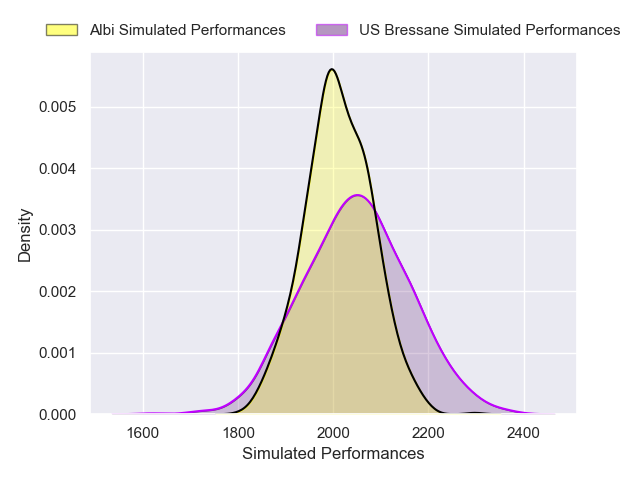 Albi Simulated Performances
US Bressane Simulated Performances
Density
0.005
0.004
0.003
0.002
0.001
0.000
1600
1800
2000
2200
2400
Simulated Performances